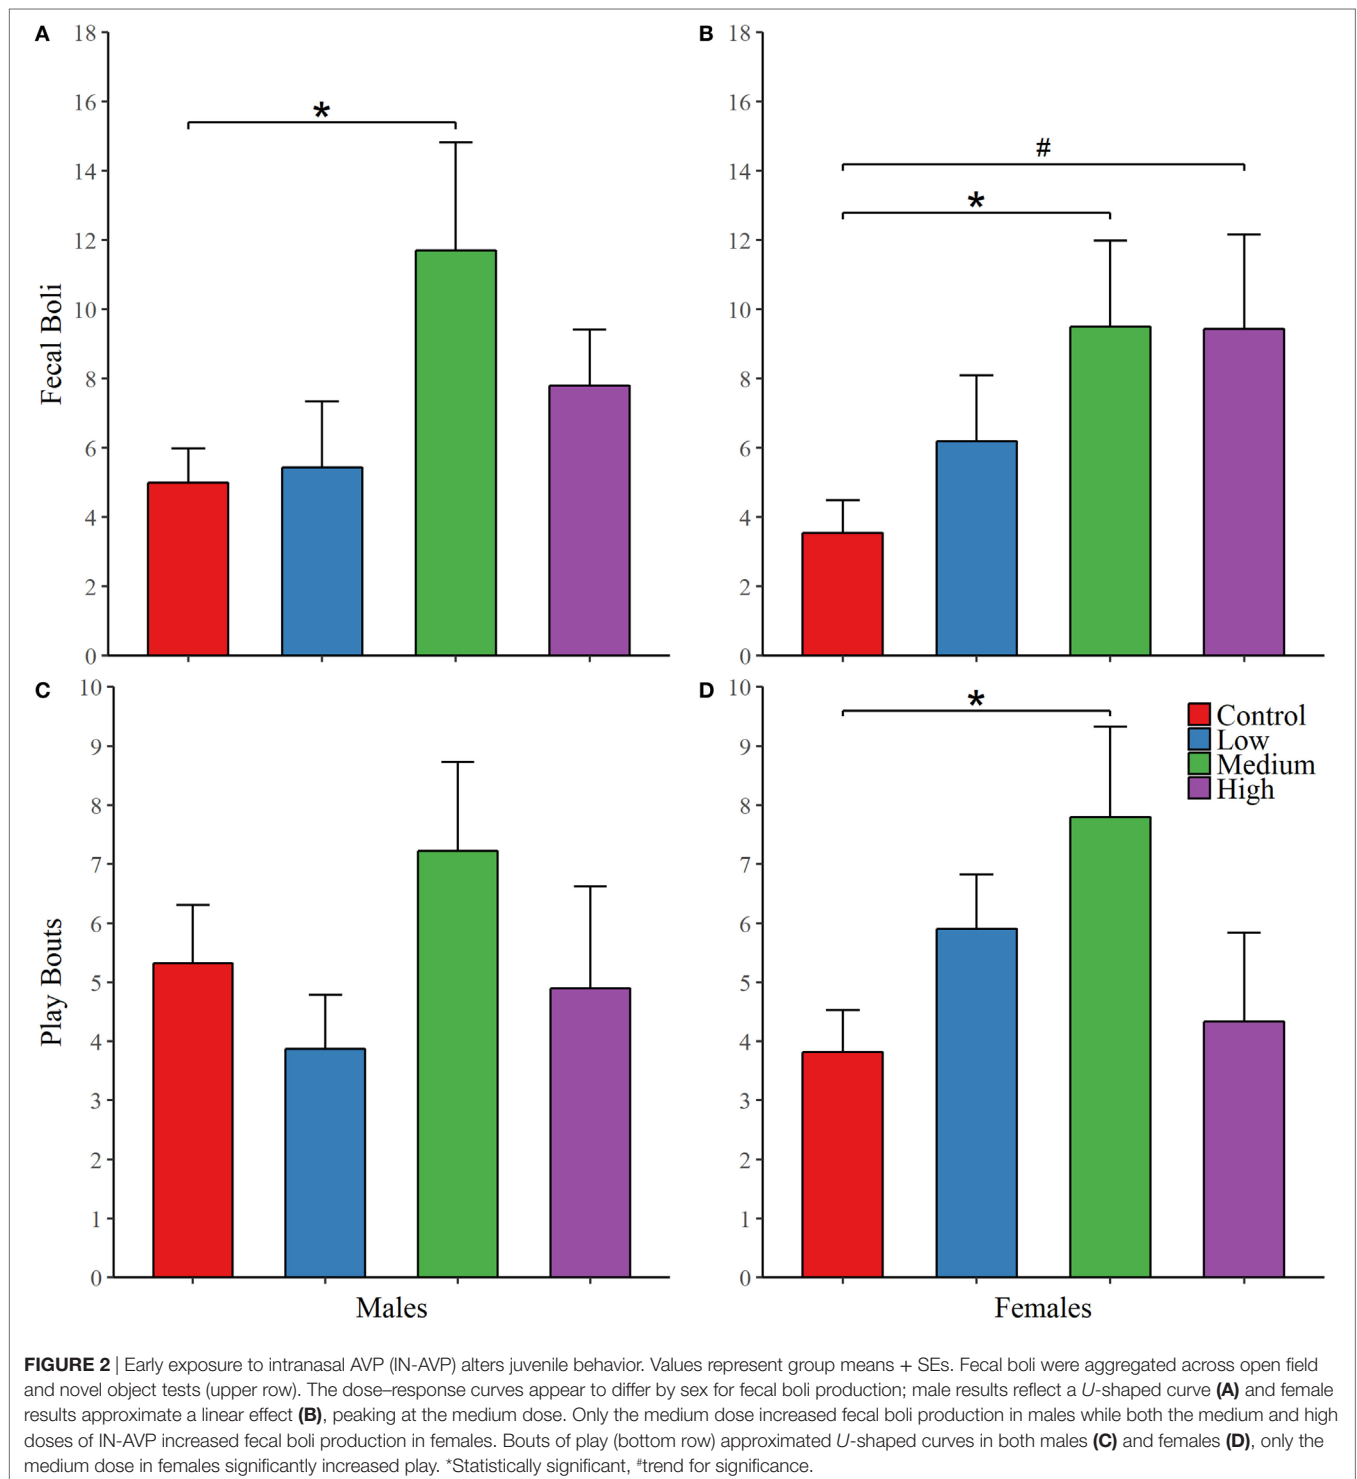 A
18
16
14
12
10
8
6
4
2
0
Fecal Boli
*
B
18
16
14
12
10
8
6
4
2
0
#
*
C
10
9
8
7
6
5
4
3
2
1
0
Play Bouts
Males
D
10
9
8
7
6
5
4
3
2
1
0
*
Control
Low
Medium
High
Females
FIGURE 2 | Early exposure to intranasal AVP (IN-AVP) alters juvenile behavior. Values represent group means + SEs. Fecal boli were aggregated across open field
and novel object tests (upper row). The dose–response curves appear to differ by sex for fecal boli production; male results reflect a U-shaped curve (A) and female
results approximate a linear effect (B), peaking at the medium dose. Only the medium dose increased fecal boli production in males while both the medium and high
doses of IN-AVP increased fecal boli production in females. Bouts of play (bottom row) approximated U-shaped curves in both males (C) and females (D), only the
medium dose in females significantly increased play. *Statistically significant, #trend for significance.